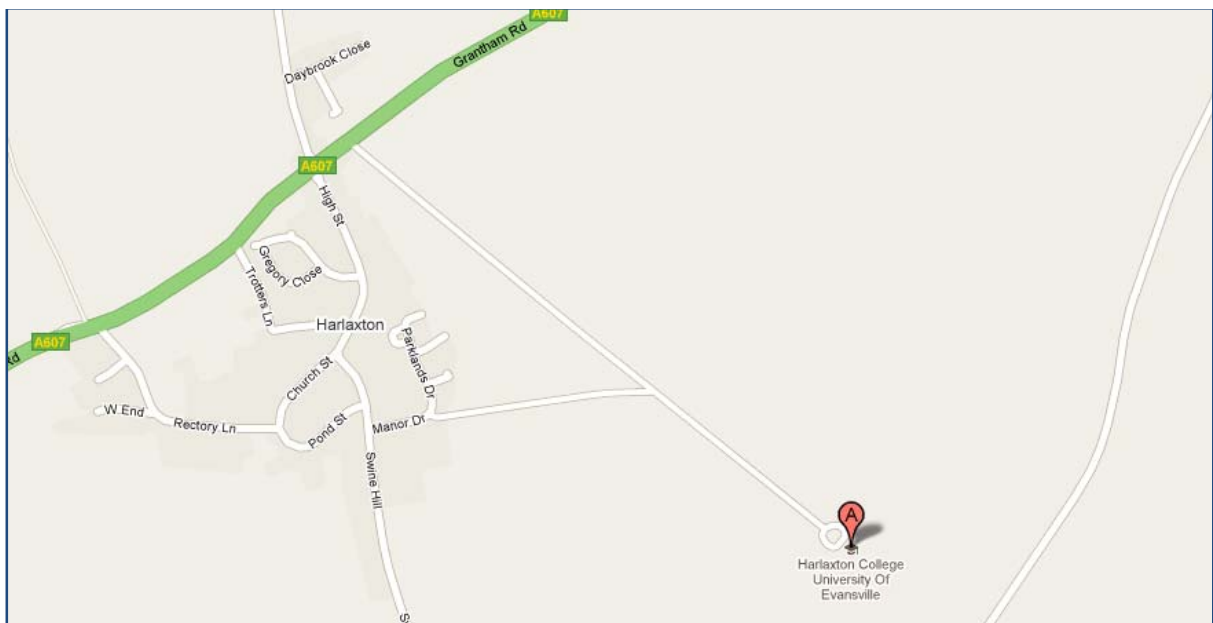 A607
Grantham Rd
Daybrook Close
A607
High St
Gregory Close
Trotters Ln
Harlaxton
A607
Rd
Parklands Dr
Church St
W End
Rectory Ln
Pond St
Manor Dr
Swine Hill
A
Harlaxton College
University Of
Evansville
S